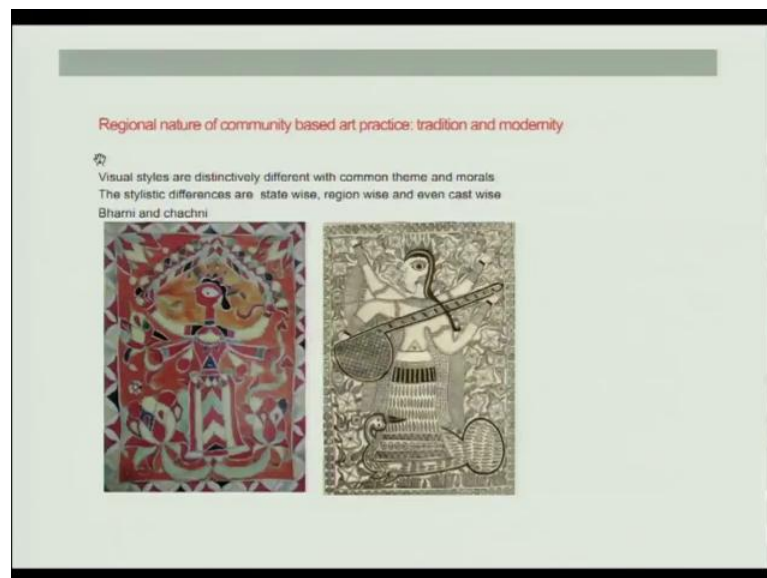 Regional nature of community based art practice: tradition and modernity
Visual styles are distinctively different with common theme and morals
The stylistic differences are state wise, region wise and even cast wise
Bharni and chachni